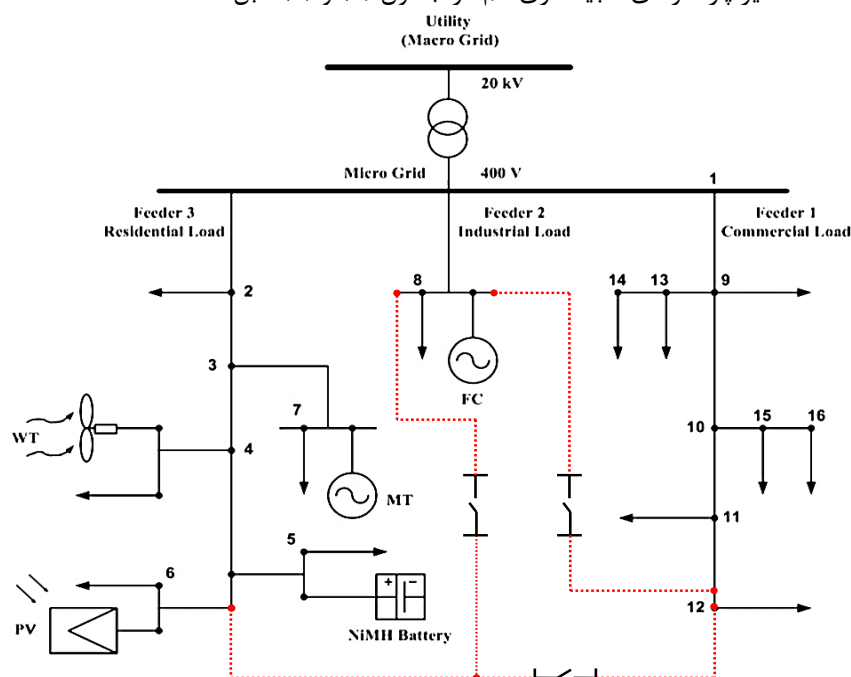 Utility
(Macro Grid)
20 kV
Micro Grid
400 V
1
Feeder 3
Residential Load
Feeder 2
Industrial Load
Feeder 1
Commercial Load
2
8
14
13
9
3
FC
7
10
15
16
WT
4
MT
11
5
6
12
PV
+
−
NiMH Battery